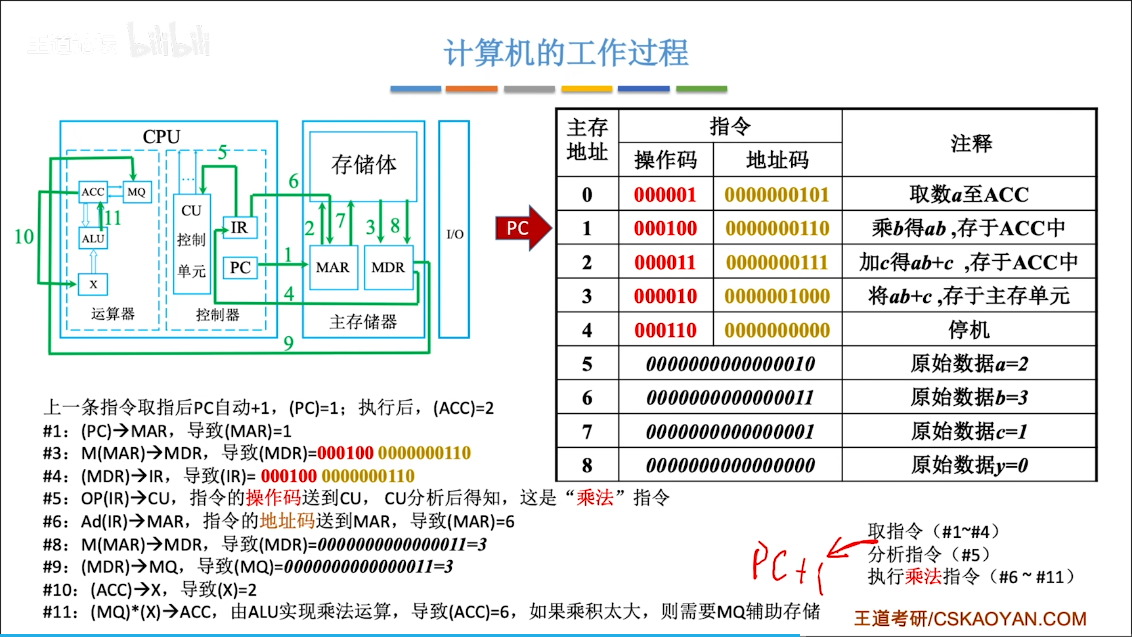 王道论坛 bilibili
计算机的工作过程
CPU
ACC
MQ
ALU
X
运算器
...
CU
控制
单元
IR
PC
控制器
存储体
MAR
MDR
主存储器
I/O
1
2
3
4
5
6
7
8
9
10
11
PC
主存地址 指令 注释
操作码 地址码
0 000001 0000000101 取数a至ACC
1 000100 0000000110 乘b得ab ,存于ACC中
2 000011 0000000111 加c得ab+c ,存于ACC中
3 000010 0000001000 将ab+c ,存于主存单元
4 000110 0000000000 停机
5 0000000000000010 原始数据a=2
6 0000000000000011 原始数据b=3
7 0000000000000001 原始数据c=1
8 0000000000000000 原始数据y=0
上一条指令取指后PC自动+1，(PC)=1；执行后，(ACC)=2
#1：(PC)→MAR，导致(MAR)=1
#3：M(MAR)→MDR，导致(MDR)=000100 0000000110
#4：(MDR)→IR，导致(IR)= 000100 0000000110
#5：OP(IR)→CU，指令的操作码送到CU， CU分析后得知，这是“乘法”指令
#6：Ad(IR)→MAR，指令的地址码送到MAR，导致(MAR)=6
#8：M(MAR)→MDR，导致(MDR)=0000000000000011=3
#9：(MDR)→MQ，导致(MQ)=0000000000000011=3
#10：(ACC)→X，导致(X)=2
#11：(MQ)*(X)→ACC，由ALU实现乘法运算，导致(ACC)=6，如果乘积太大，则需要MQ辅助存储
取指令（#1~#4）
分析指令（#5）
执行乘法指令（#6 ~ #11）
PC+1
王道考研/CSKAOYAN.COM